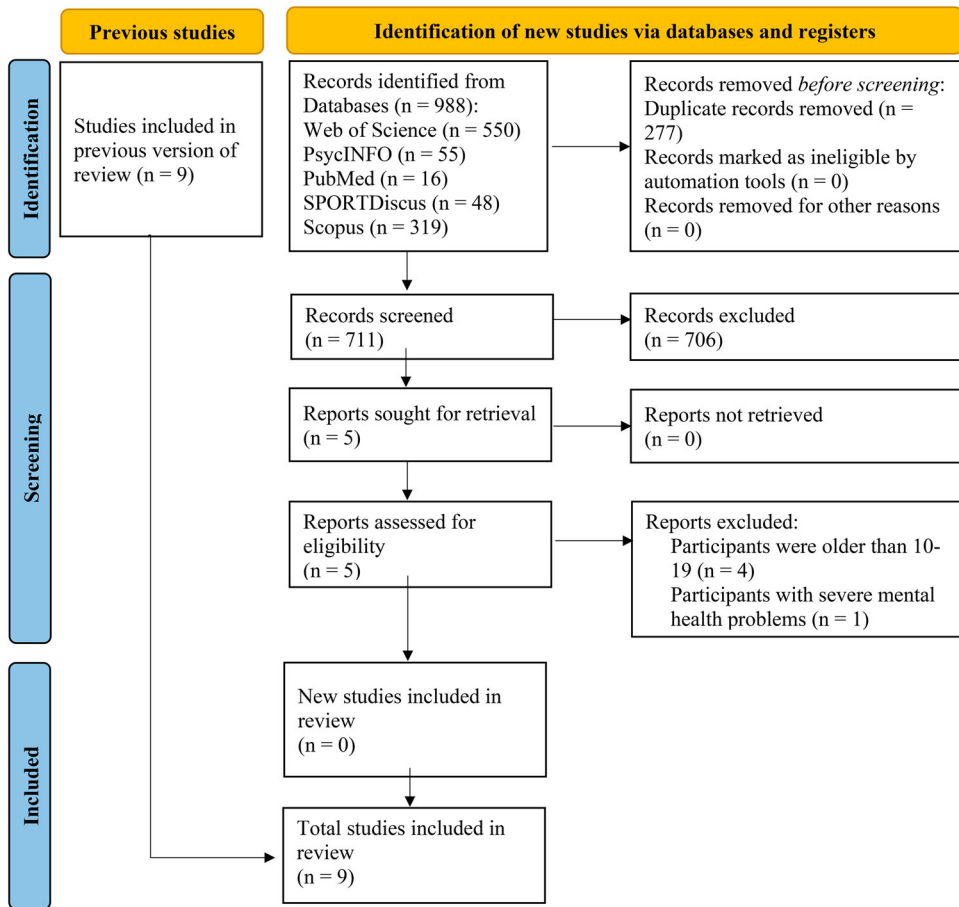 Previous studies
Identification of new studies via databases and registers
Identification
Studies included in
previous version of
review (n = 9)
Records identified from
Databases (n = 988):
Web of Science (n = 550)
PsycINFO (n = 55)
PubMed (n = 16)
SPORTDiscus (n = 48)
Scopus (n = 319)
Records removed before screening:
Duplicate records removed (n =
277)
Records marked as ineligible by
automation tools (n = 0)
Records removed for other reasons
(n = 0)
Screening
Records screened
(n = 711)
Records excluded
(n = 706)
Reports sought for retrieval
(n = 5)
Reports not retrieved
(n = 0)
Reports assessed for
eligibility
(n = 5)
Reports excluded:
Participants were older than 10-
19 (n = 4)
Participants with severe mental
health problems (n = 1)
Included
New studies included in
review
(n = 0)
Total studies included in
review
(n = 9)